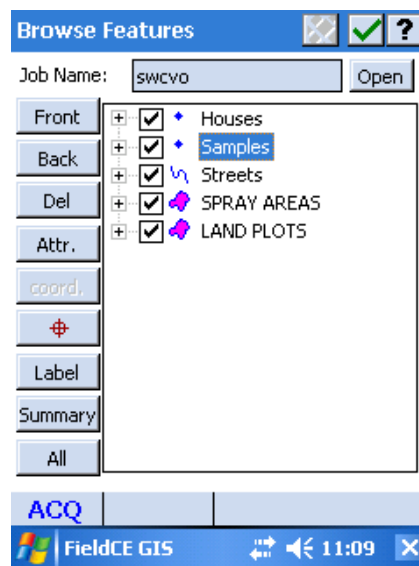 Browse Features ?
Job Name: swcvo Open
Front
Back
Del
Attr.
coord.
Label
Summary
All
Houses
Samples
Streets
SPRAY AREAS
LAND PLOTS
ACQ
FieldCE GIS 11:09